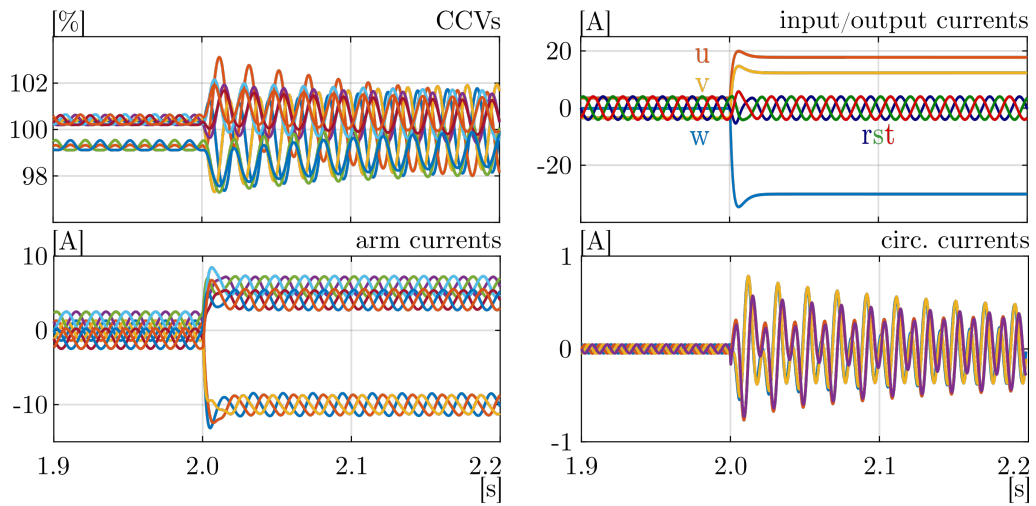 [%] CCVs
102
100
98
[A] input/output currents
20
0
-20
u
v
w
rst
[A] arm currents
10
0
-10
1.9 2.0 2.1 2.2
[s]
[A] circ. currents
1
0
-1
1.9 2.0 2.1 2.2
[s]